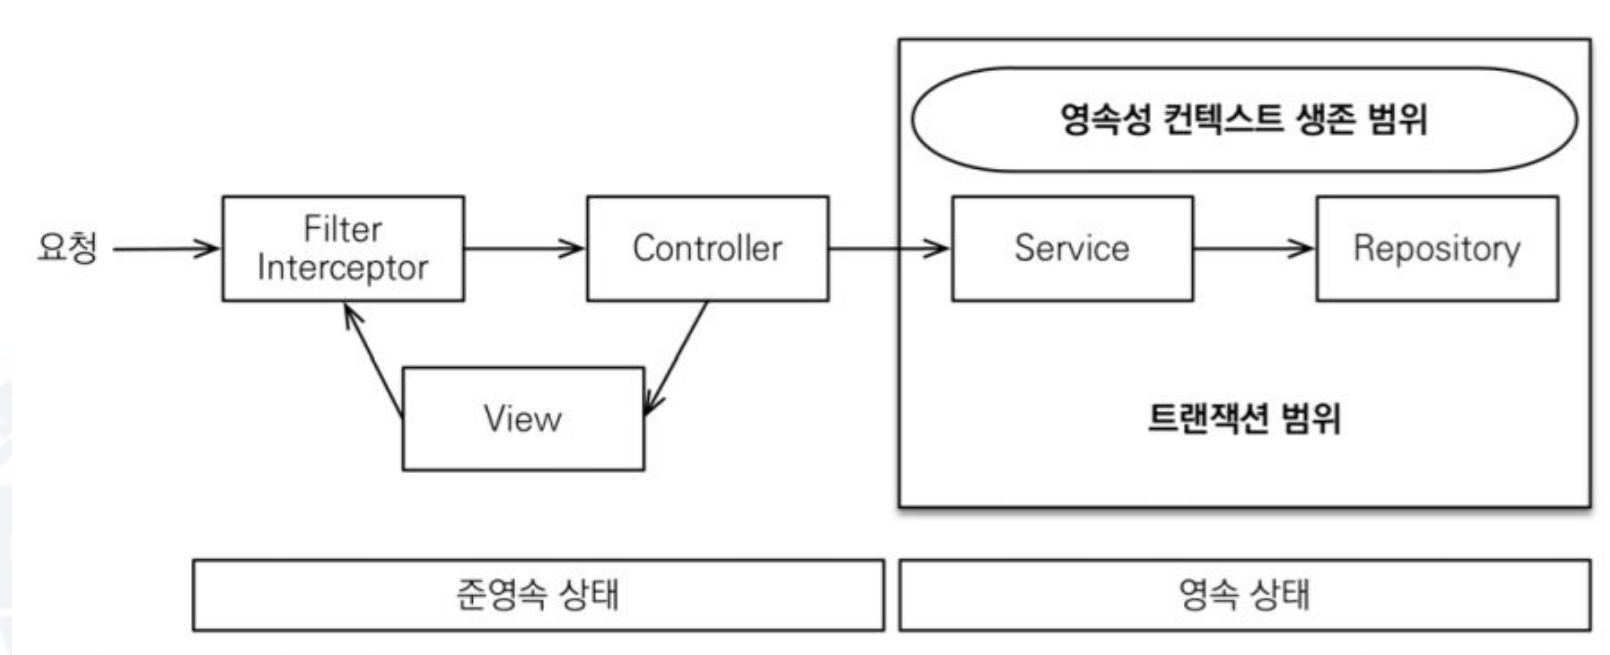 영속성 컨텍스트 생존 범위
요청
Filter
Interceptor
Controller
Service
Repository
View
트랜잭션 범위
준영속 상태
영속 상태